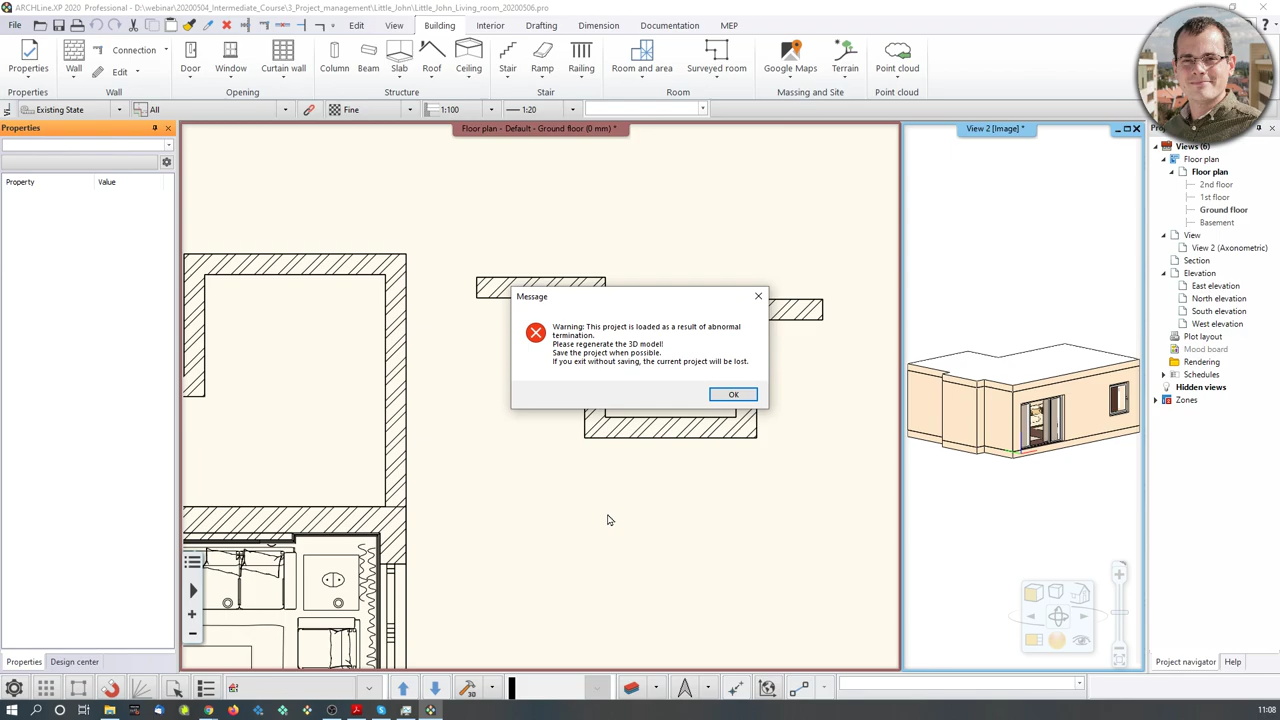 ARCHLine.XP 2020 Professional - D:\webinar\20200504_Intermediate_Course\3_Project_management\Little_John\Little_John_Living_room_20200506.pro
File
Edit
View
Building
Interior
Drafting
Dimension
Documentation
MEP
Properties
Wall
Connection
Edit
Door
Window
Curtain wall
Column
Beam
Slab
Roof
Ceiling
Stair
Ramp
Railing
Room and area
Surveyed room
Google Maps
Terrain
Point cloud
Properties
Wall
Opening
Structure
Stair
Room
Massing and Site
Point cloud
Existing State
All
Fine
1:100
1:20
Properties
Property
Value
Floor plan - Default - Ground floor (0 mm) *
View 2 [Image] *
Views (6)
Floor plan
Floor plan
2nd floor
1st floor
Ground floor
Basement
View
View 2 (Axonometric)
Section
Elevation
East elevation
North elevation
South elevation
West elevation
Plot layout
Mood board
Rendering
Schedules
Hidden views
Zones
Message
Warning: This project is loaded as a result of abnormal
termination.
Please regenerate the 3D model!
Save the project when possible.
If you exit without saving, the current project will be lost.
OK
Properties
Design center
Project navigator
Help
11:08